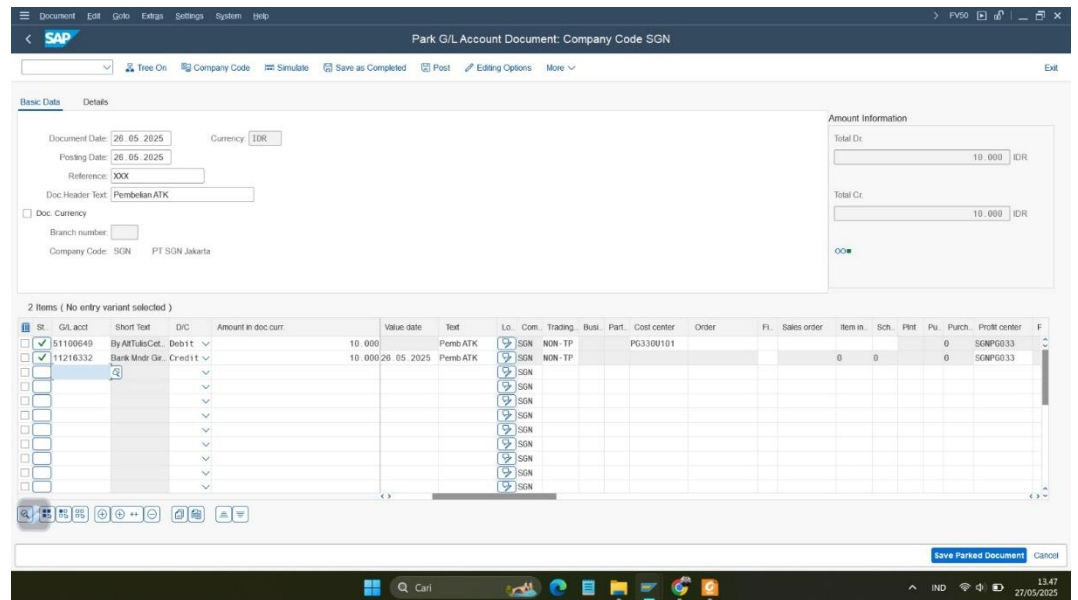 Document Edit Goto Extras Settings System Help
> FV50
< SAP Park G/L Account Document: Company Code SGN
Tree On Company Code Simulate Save as Completed Post Editing Options More Exit
Basic Data Details
Amount Information
Document Date: 26.05.2025 Currency: IDR
Total Dr.
Posting Date: 26.05.2025
10.000 IDR
Reference: XXX
Doc.Header Text: Pembelian ATK
Total Cr.
Doc. Currency
10.000 IDR
Branch number:
Company Code: SGN PT SGN Jakarta
2 Items ( No entry variant selected )
St. G/L acct Short Text D/C Amount in doc.curr. Value date Text Lo.. Com.. Trading.. Busi.. Part.. Cost center Order Fi.. Sales order Item in.. Sch.. Plnt Pu.. Purch.. Profit center F
51100649 By AltTulisCet.. Debit 10.000 Pemb ATK SGN NON-TP PG330U101 0 SGNPG033
11216332 Bank Mndr Gir.. Credit 10.000 26.05.2025 Pemb ATK SGN NON-TP 0 0 0 SGNPG033
SGN
SGN
SGN
SGN
SGN
SGN
SGN
SGN
SGN
Save Parked Document Cancel
Cari
IND
13.47
27/05/2025